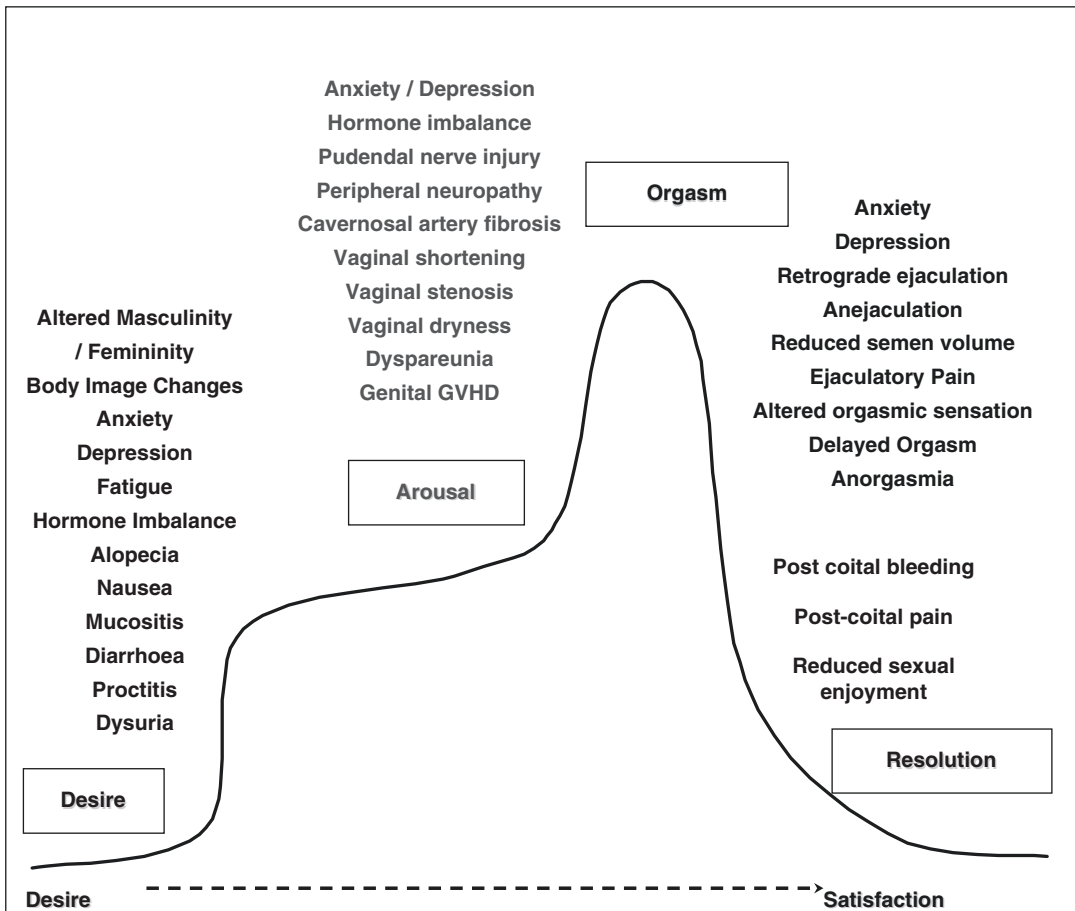 Anxiety / Depression
Hormone imbalance
Pudendal nerve injury
Peripheral neuropathy
Cavernosal artery fibrosis
Vaginal shortening
Vaginal stenosis
Vaginal dryness
Dyspareunia
Genital GVHD
Arousal
Orgasm
Anxiety
Depression
Retrograde ejaculation
Anejaculation
Reduced semen volume
Ejaculatory Pain
Altered orgasmic sensation
Delayed Orgasm
Anorgasmia
Altered Masculinity
/ Femininity
Body Image Changes
Anxiety
Depression
Fatigue
Hormone Imbalance
Alopecia
Nausea
Mucositis
Diarrhoea
Proctitis
Dysuria
Desire
Post coital bleeding
Post-coital pain
Reduced sexual
enjoyment
Resolution
Desire
Satisfaction